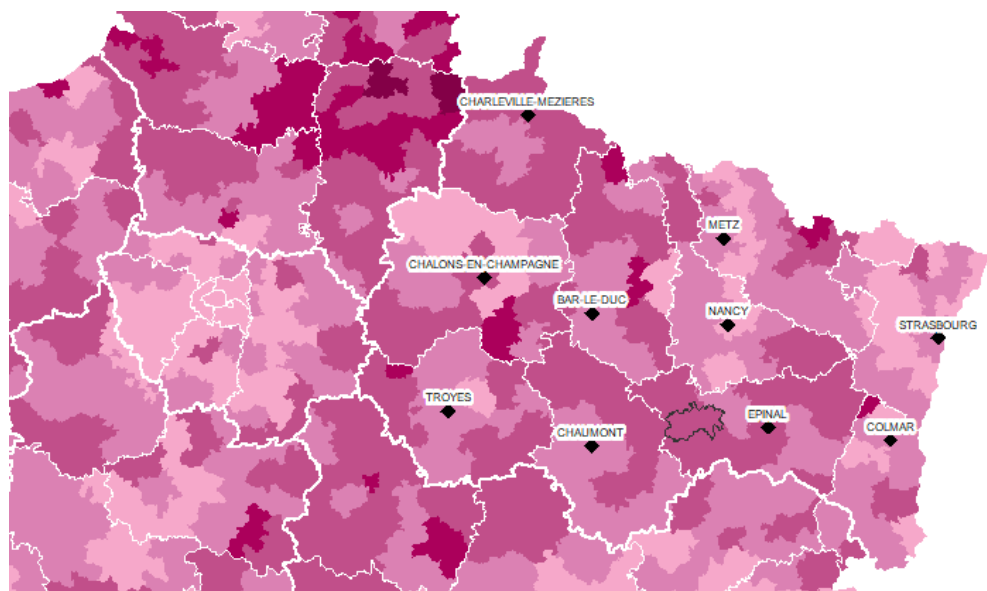 CHARLEVILLE-MEZIERES
METZ
CHALONS-EN-CHAMPAGNE
BAR-LE-DUC
NANCY
STRASBOURG
TROYES
EPINAL
CHAUMONT
COLMAR